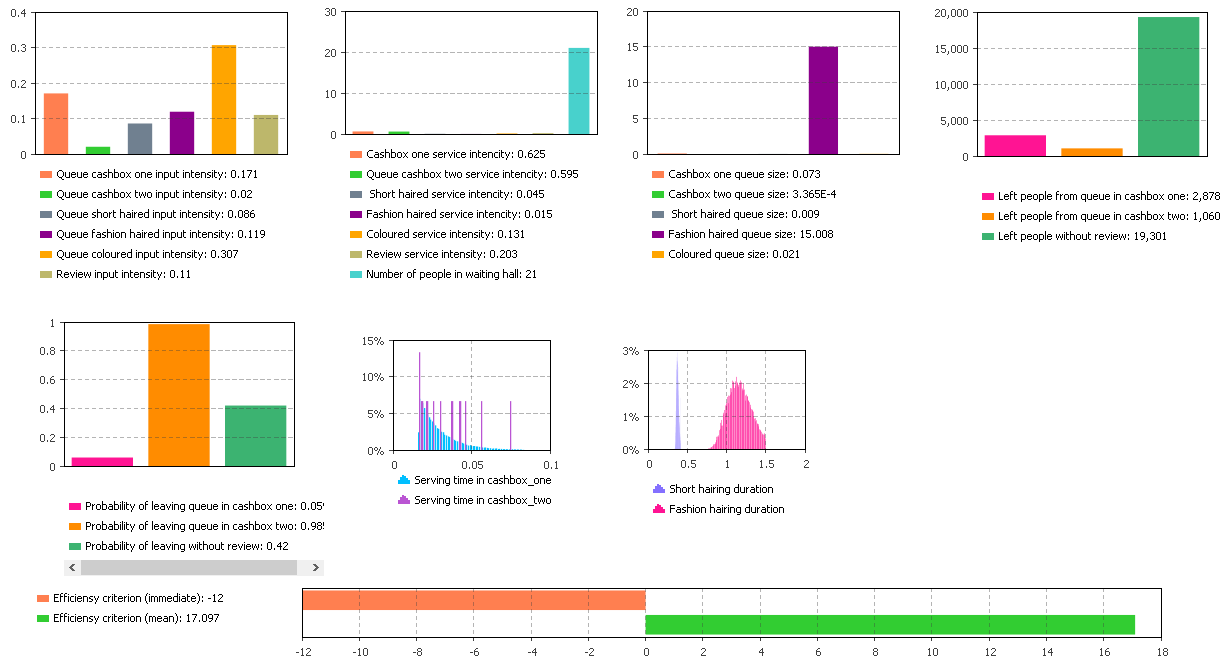 0.4
0.3
0.2
0.1
0
Queue cashbox one input intensity: 0.171
Queue cashbox two input intensity: 0.02
Queue short haired input intensity: 0.086
Queue fashion haired input intensity: 0.119
Queue coloured input intensity: 0.307
Review input intensity: 0.11
30
20
10
0
Cashbox one service intencity: 0.625
Queue cashbox two service intencity: 0.595
Short haired service intencity: 0.045
Fashion haired service intencity: 0.015
Coloured service intensity: 0.131
Review service intensity: 0.203
Number of people in waiting hall: 21
20
15
10
5
0
Cashbox one queue size: 0.073
Cashbox two queue size: 3.365E-4
Short haired queue size: 0.009
Fashion haired queue size: 15.008
Coloured queue size: 0.021
20,000
15,000
10,000
5,000
0
Left people from queue in cashbox one: 2,878
Left people from queue in cashbox two: 1,060
Left people without review: 19,301
1
0.8
0.6
0.4
0.2
0
Probability of leaving queue in cashbox one: 0.05
Probability of leaving queue in cashbox two: 0.98
Probability of leaving without review: 0.42
15%
10%
5%
0%
0 0.05 0.1
Serving time in cashbox_one
Serving time in cashbox_two
3%
2%
1%
0%
0 0.5 1 1.5 2
Short hairing duration
Fashion hairing duration
Efficiensy criterion (immediate): -12
Efficiensy criterion (mean): 17.097
-12 -10 -8 -6 -4 -2 0 2 4 6 8 10 12 14 16 18